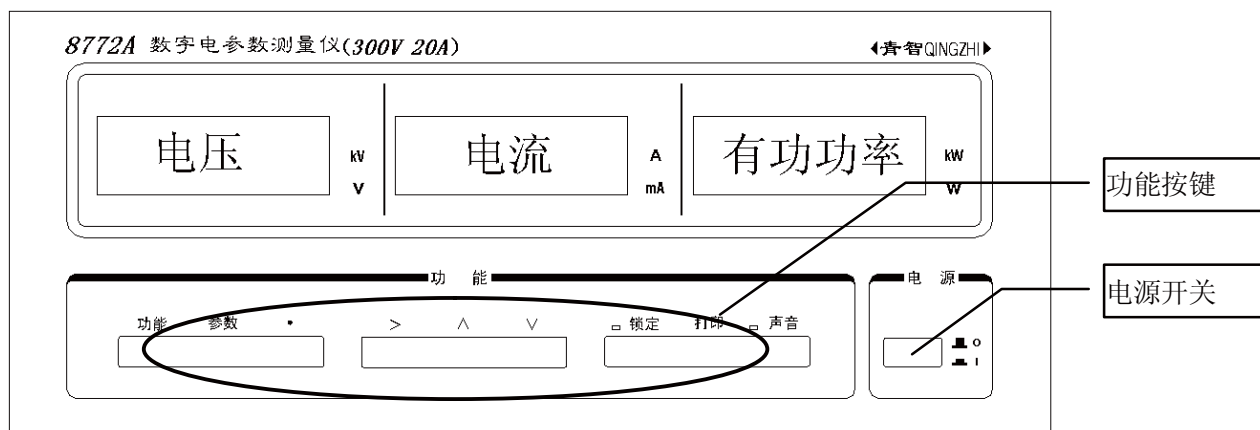 8772A 数字电参数测量仪(300V 20A)
青智QINGZHI
电压 kV V
电流 A mA
有功功率 kW W
功能按键
功 能
电 源
电源开关
功能 参数 • > ∧ ∨ 锁定 打印 声音
O
I